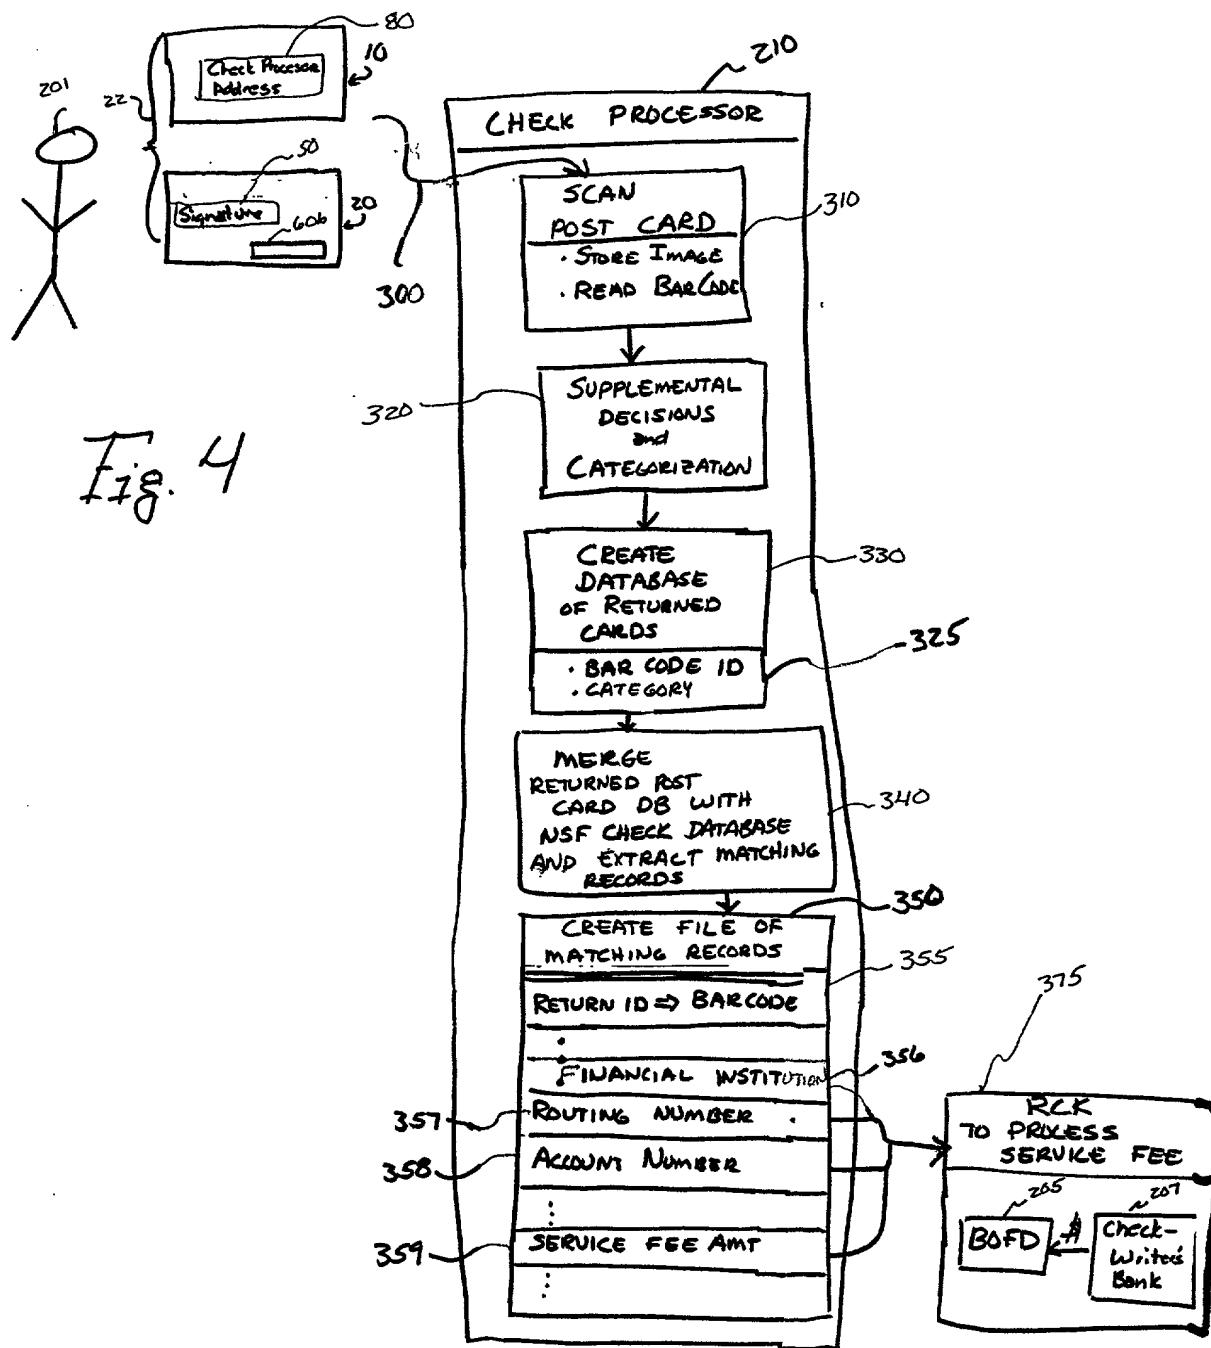 80
10
Check Processor
Address
201
22
50
Signature
20
60b
300
210
CHECK PROCESSOR
SCAN
POST CARD
310
· STORE IMAGE
· READ BARCODE
320
SUPPLEMENTAL
DECISIONS
and
CATEGORIZATION
Fig. 4
CREATE
DATABASE
OF RETURNED
CARDS
330
325
· BAR CODE ID
· CATEGORY
MERGE
RETURNED POST
CARD DB WITH
NSF CHECK DATABASE
AND EXTRACT MATCHING
RECORDS
340
350
CREATE FILE OF
MATCHING RECORDS
355
RETURN ID ⇒ BARCODE
FINANCIAL INSTITUTION
356
357
ROUTING NUMBER
358
ACCOUNT NUMBER
359
SERVICE FEE AMT
375
RCK
TO PROCESS
SERVICE FEE
205
BOFD
207
Check-
Writer's
Bank